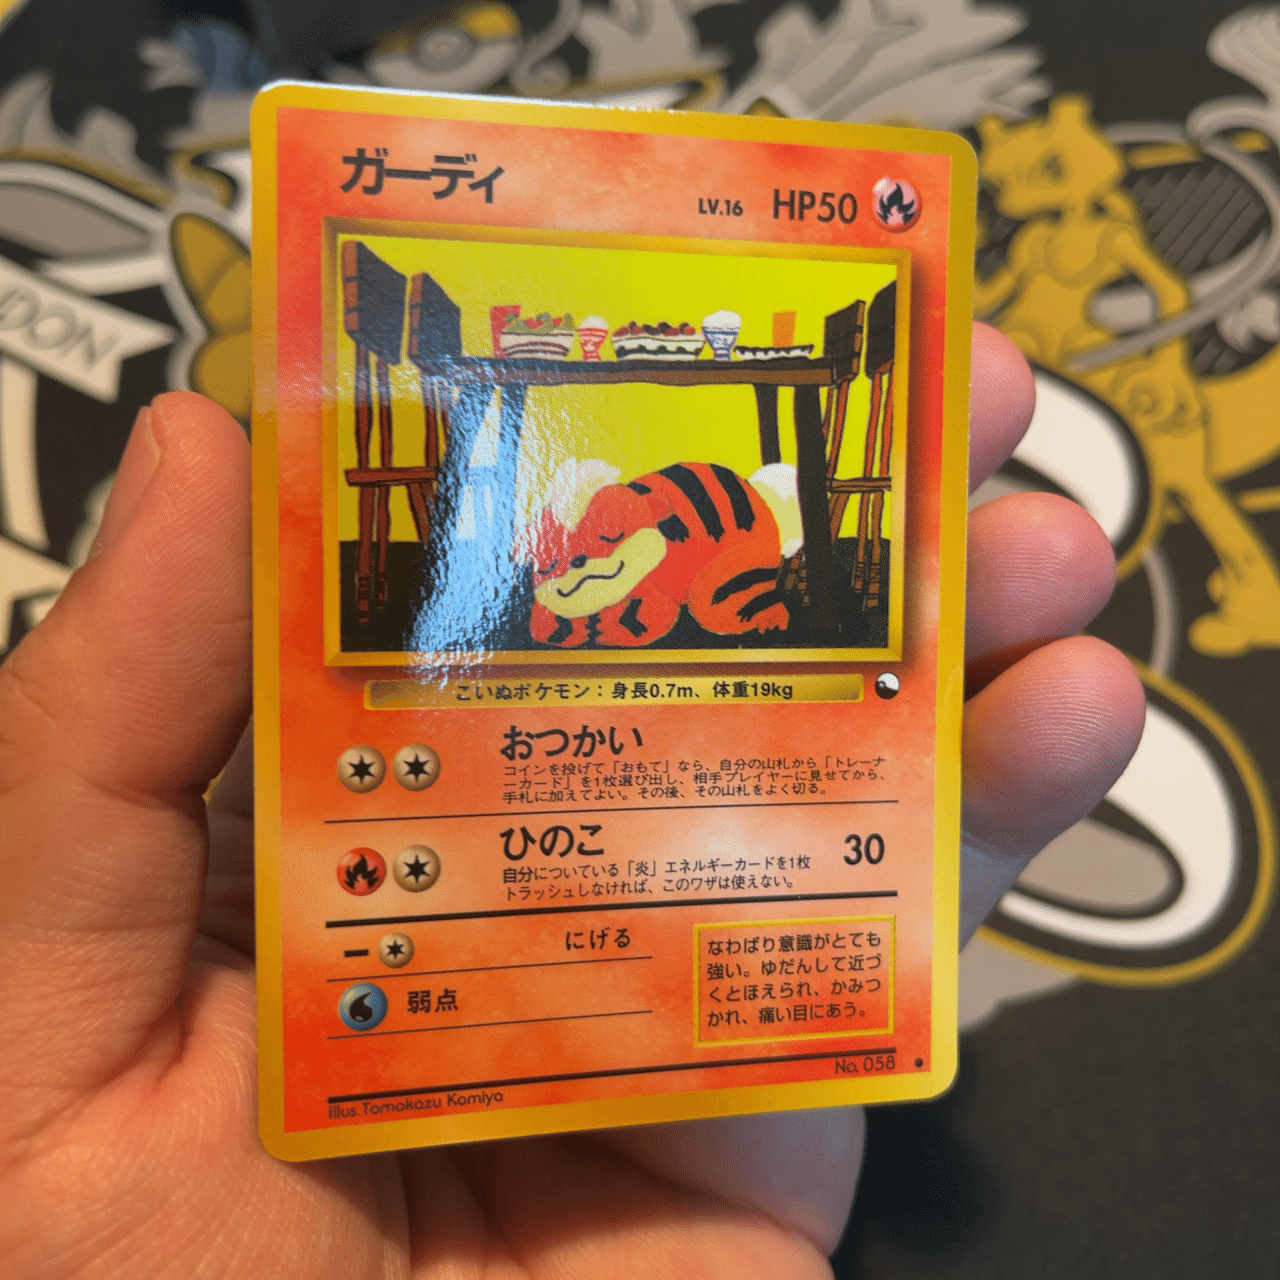 ガーディ
LV.16 HP50
こいぬポケモン：身長0.7m、体重19kg
おつかい
コインを投げて「おもて」なら、自分の山札から「トレーナ
ーカード」を1枚選び出し、相手プレイヤーに見せてから、
手札に加えてよい。その後、その山札をよく切る。
ひのこ 30
自分についている「炎」エネルギーカードを1枚
トラッシュしなければ、このワザは使えない。
にげる
弱点
なわばり意識がとても
強い。ゆだんして近づ
くとほえられ、かみつ
かれ、痛い目にあう。
No. 058
Illus.Tomokazu Komiya
DON